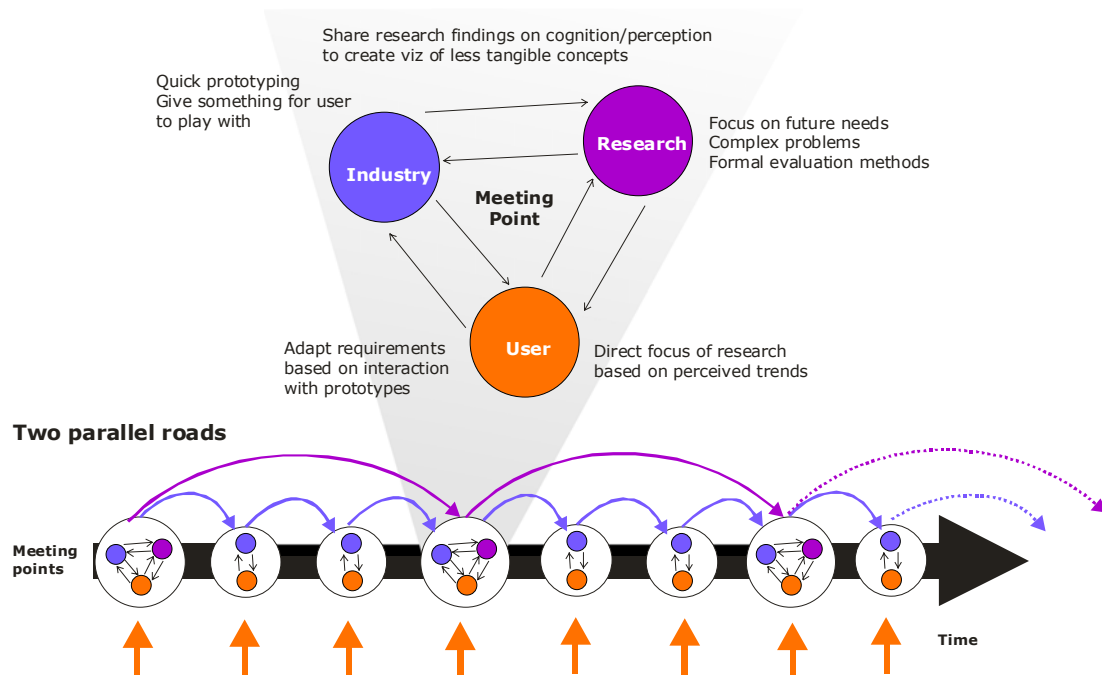 Share research findings on cognition/perception
to create viz of less tangible concepts
Quick prototyping
Give something for user
to play with
Industry
Research
Focus on future needs
Complex problems
Formal evaluation methods
Meeting
Point
User
Adapt requirements
based on interaction
with prototypes
Direct focus of research
based on perceived trends
Two parallel roads
Meeting
points
Time